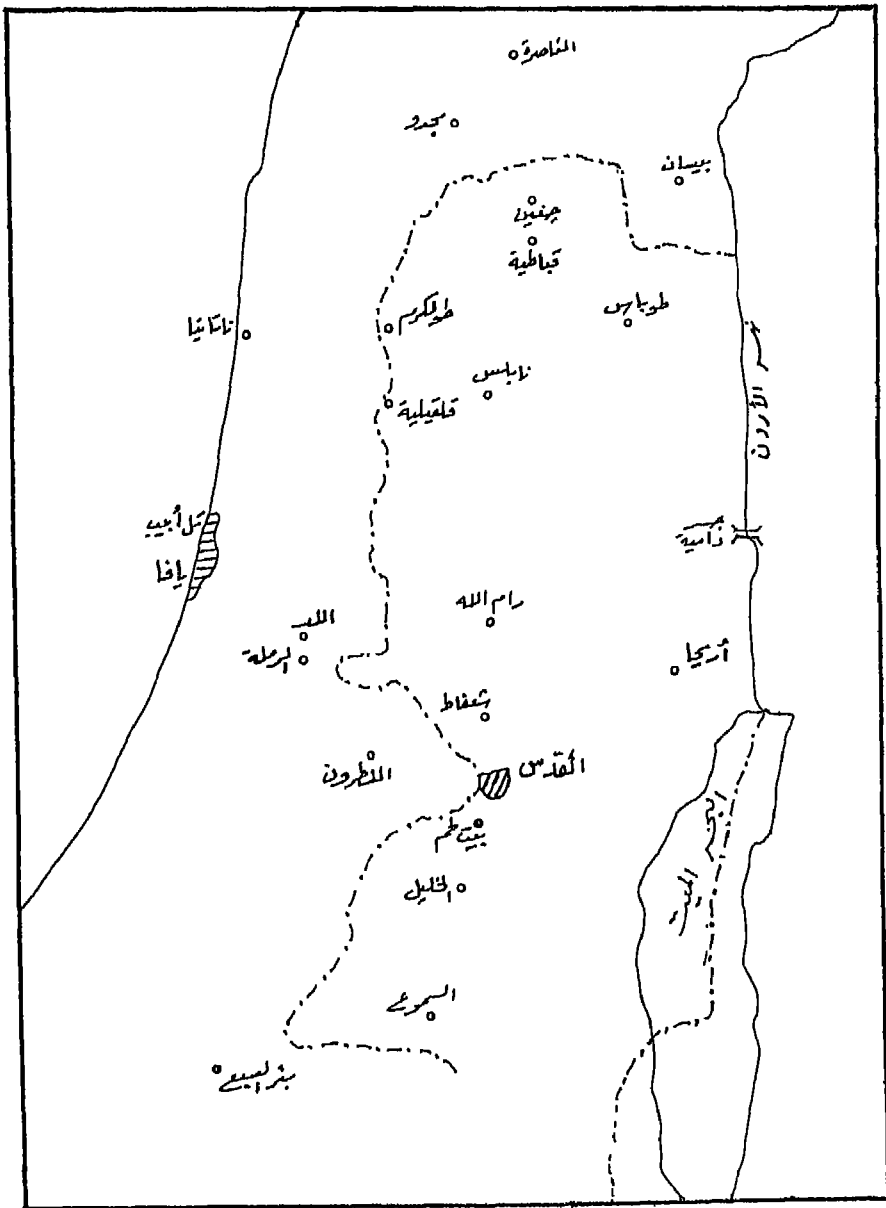 الناصرة
مجدو
بيسان
جنين
قباطية
طولكرم
طوباس
ناتانيا
نابلس
قلقيلية
نهر الأردن
تل أبيب
يافا
جسر
دامية
اللد
الرملة
رام الله
أريحا
شعفاط
القدس
اللطرون
بيت لحم
البحر الميت
الخليل
السموع
بئر السبع